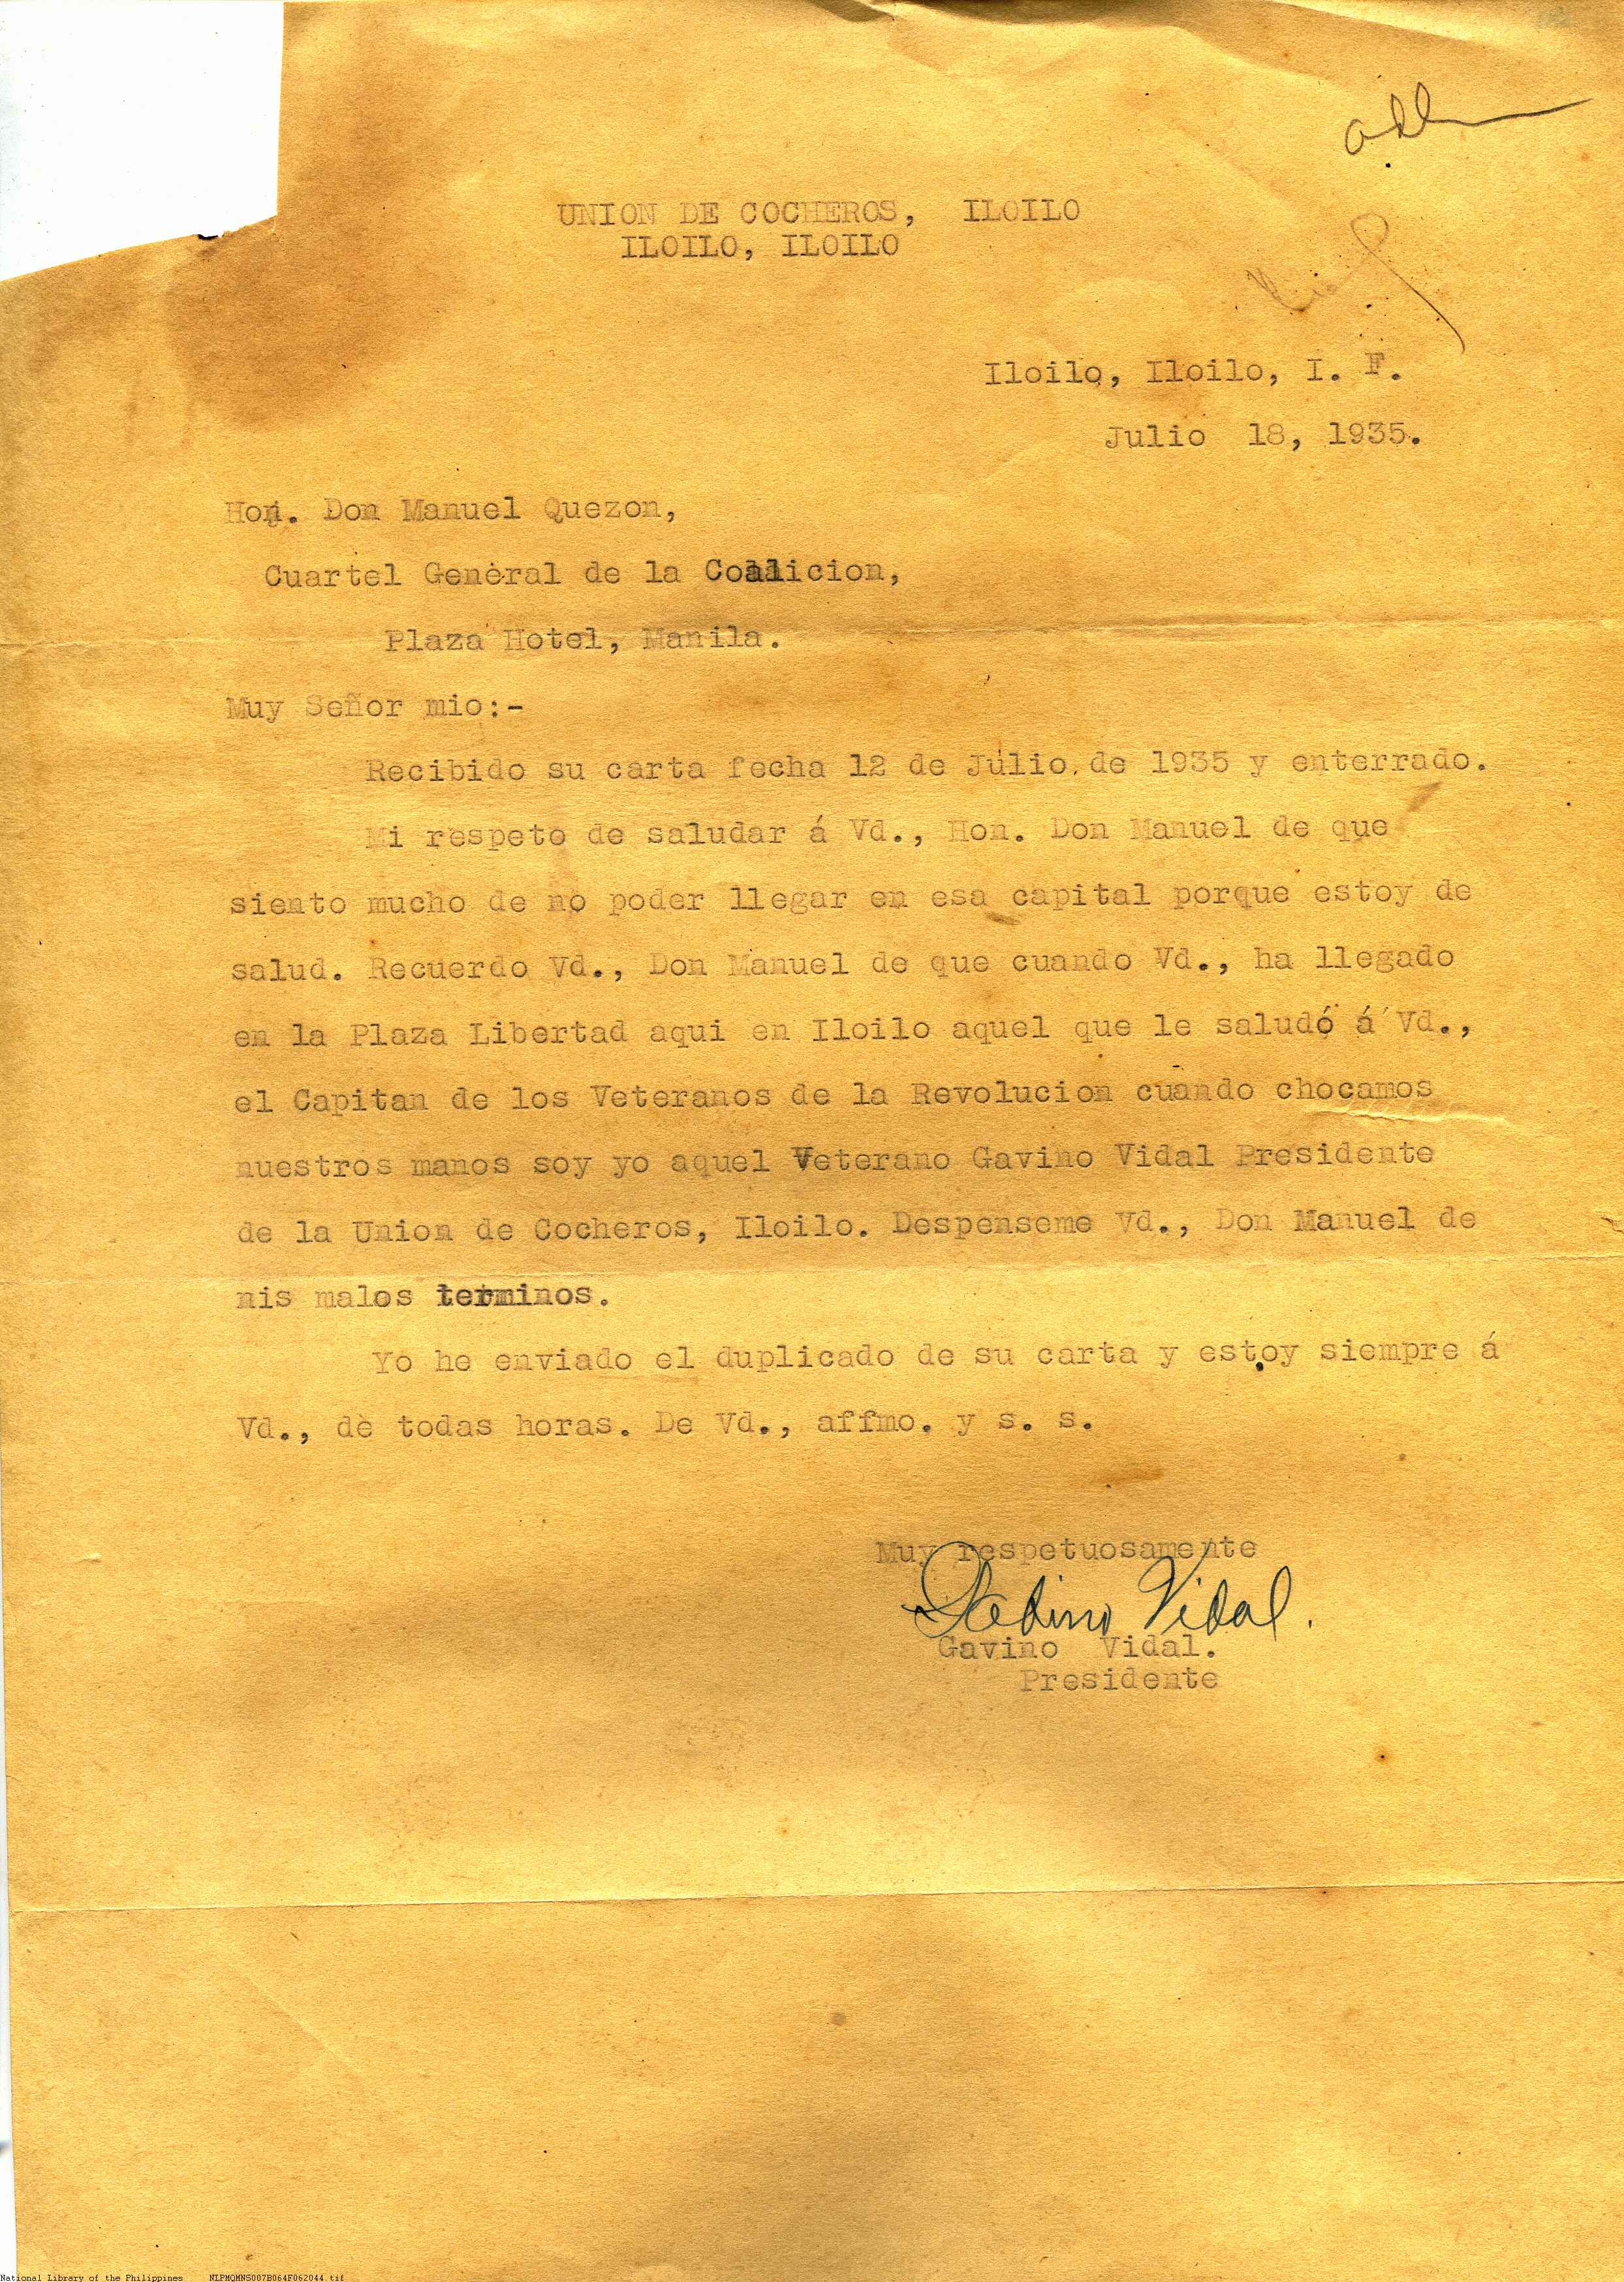 UNION DE COCHEROS, ILOILO
ILOILO, ILOILO
Iloilo, Iloilo, I. F.
Julio 18, 1935.
Hon. Don Manuel Quezon,
Cuartel General de la Coalicion,
Plaza Hotel, Manila.
Muy Señor mio:-
Recibido su carta fecha 12 de Julio de 1935 y enterrado.
Mi respeto de saludar á Vd., Hon. Don Manuel de que
siento mucho de no poder llegar en esa capital porque estoy de
salud. Recuerdo Vd., Don Manuel de que cuando Vd., ha llegado
en la Plaza Libertad aqui en Iloilo aquel que le saludó á Vd.,
el Capitan de los Veteranos de la Revolucion cuando chocamos
nuestros manos soy yo aquel Veterano Gavino Vidal Presidente
de la Union de Cocheros, Iloilo. Despenseme Vd., Don Manuel de
mis malos terminos.
Yo he enviado el duplicado de su carta y estoy siempre á
Vd., de todas horas. De Vd., affmo. y s. s.
Muy respetuosamente
Vidal.
Gavino Vidal.
Presidente
National Library of the Philippines NLPMQMNS007B064F062044.tif